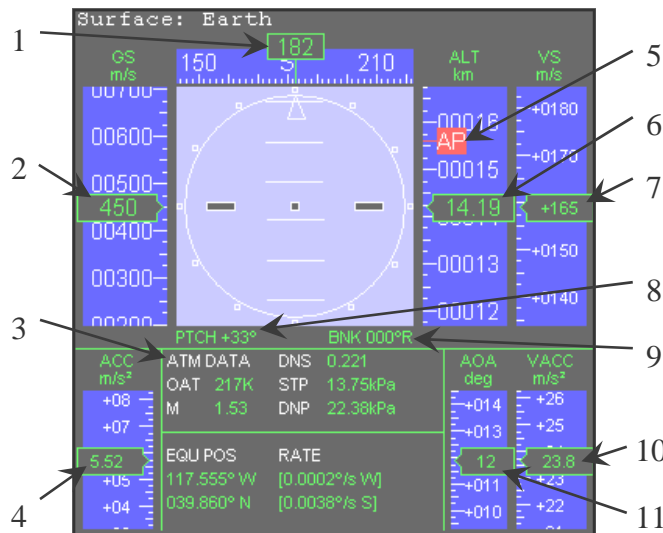 Surface: Earth
1
182
GS
m/s
150
S
210
ALT
km
VS
m/s
5
00700
+0180
00016
6
00600
AP
2
+0170
00015
7
00500
450
14.19
+165
00400
+0150
00013
00300
8
+0140
00012
00200
3
PTCH +33°
BNK 000°R
9
ACC
m/s²
ATM DATA
DNS 0.221
AOA
deg
VACC
m/s²
OAT 217K
STP 13.75kPa
+08
+014
+26
M 1.53
DNP 22.38kPa
+07
+013
+25
10
EQU POS
RATE
5.52
12
23.8
117.555° W
[0.0002°/s W]
+05
+011
+23
4
039.860° N
[0.0038°/s S]
+04
+010
+22
11